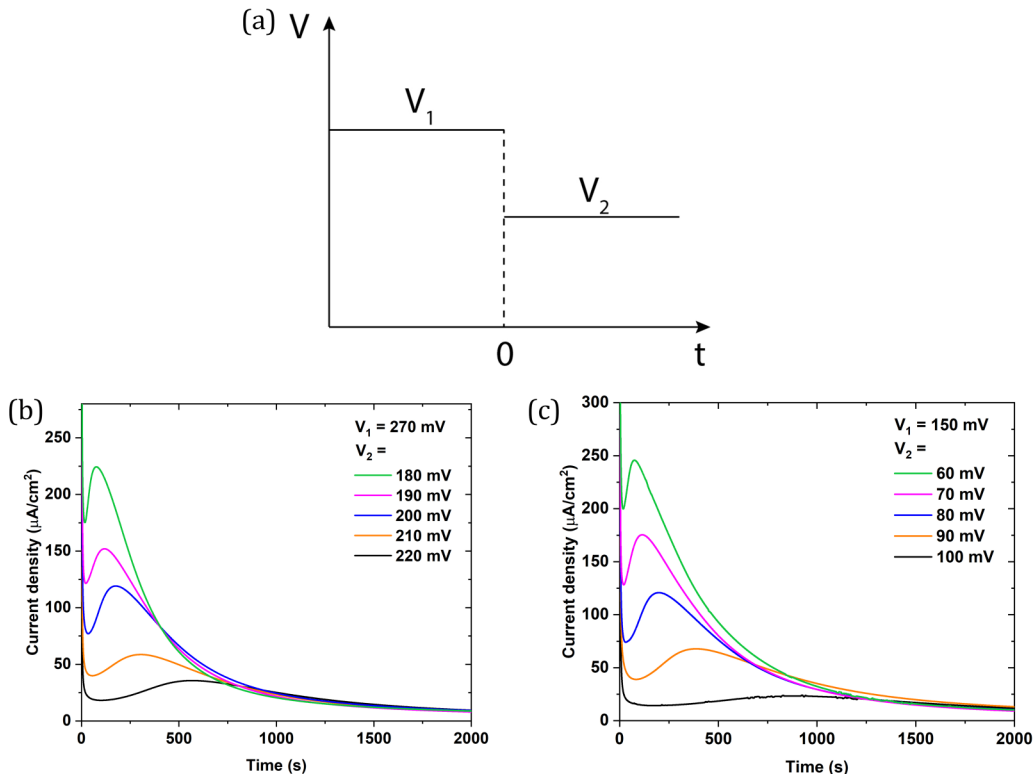 (a)
V
V1
V2
0
t
(b)
Current density (μA/cm²)
250
200
150
100
50
0
0
500
1000
1500
2000
Time (s)
V1 = 270 mV
V2 =
180 mV
190 mV
200 mV
210 mV
220 mV
(c)
Current density (μA/cm²)
300
250
200
150
100
50
0
0
500
1000
1500
2000
Time (s)
V1 = 150 mV
V2 =
60 mV
70 mV
80 mV
90 mV
100 mV